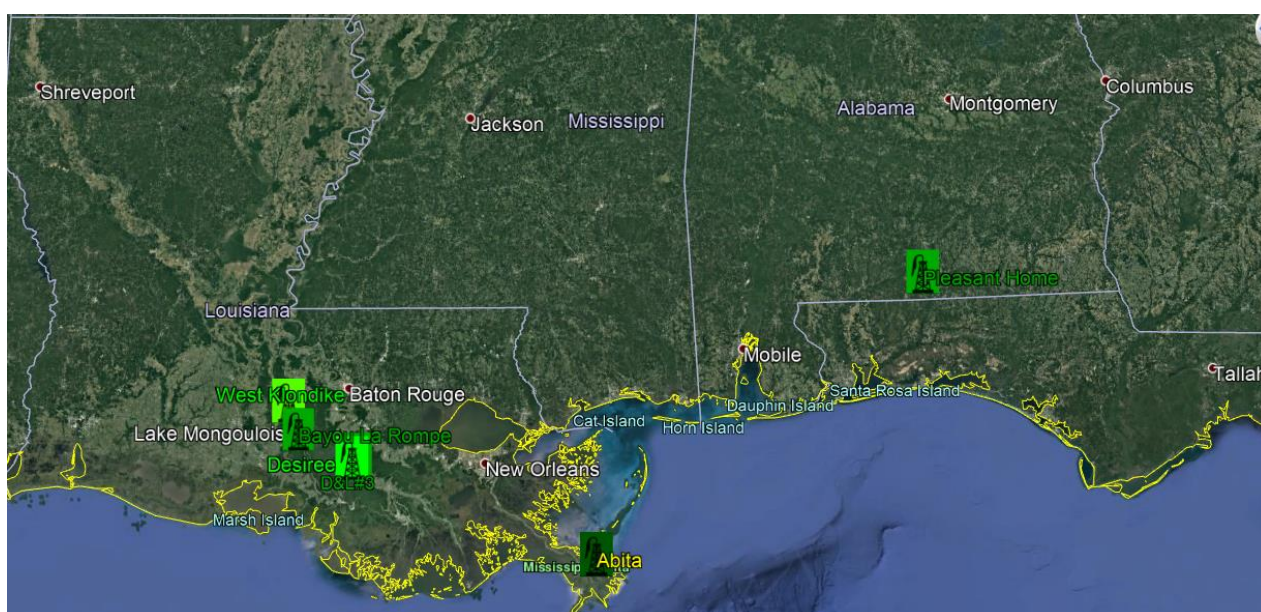 Shreveport
Columbus
Alabama
Montgomery
Jackson
Mississippi
Pleasant Home
Louisiana
Mobile
Tallah
West Klondike
Baton Rouge
Santa Rosa Island
Dauphin Island
Cat Island
Horn Island
Lake Mongoulois
Bayou La Rompe
Desiree
New Orleans
D&L#3
Marsh Island
Abita